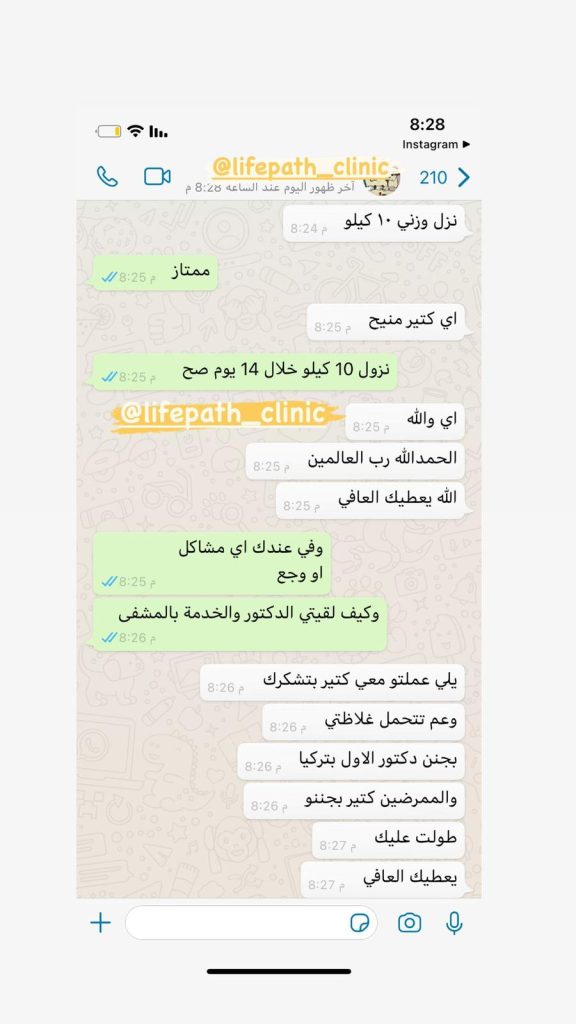 8:28
Instagram
@lifepath_clinic
210
آخر ظهور اليوم عند الساعة 8:28 م
نزل وزني ١٠ كيلو
8:24 م
ممتاز
8:25 م
اي كتير منيح
8:25 م
نزول 10 كيلو خلال 14 يوم صح
8:25 م
@lifepath_clinic
اي والله
8:25 م
الحمدالله رب العالمين
8:25 م
الله يعطيك العافي
8:25 م
وفي عندك اي مشاكل
او وجع
8:25 م
وكيف لقيتي الدكتور والخدمة بالمشفى
8:26 م
يلي عملتو معي كتير بتشكرك
8:26 م
وعم تتحمل غلاظتي
8:26 م
بجنن دكتور الاول بتركيا
8:26 م
والممرضين كتير بجننو
8:26 م
طولت عليك
8:27 م
يعطيك العافي
8:27 م